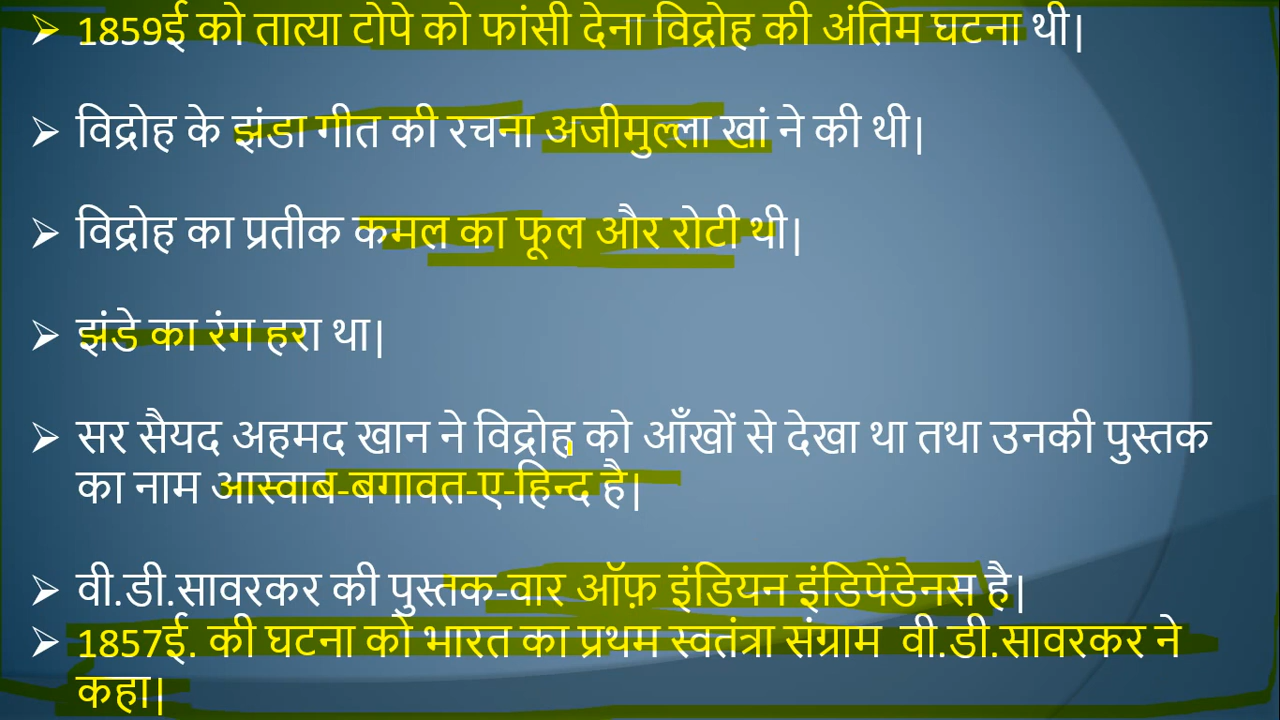 ➢ 1859ई को तात्या टोपे को फांसी देना विद्रोह की अंतिम घटना थी|
➢ विद्रोह के झंडा गीत की रचना अजीमुल्ला खां ने की थी|
➢ विद्रोह का प्रतीक कमल का फूल और रोटी थी|
➢ झंडे का रंग हरा था|
➢ सर सैयद अहमद खान ने विद्रोह को आँखों से देखा था तथा उनकी पुस्तक
का नाम आस्वाब-बगावत-ए-हिन्द है|
➢ वी.डी.सावरकर की पुस्तक-वार ऑफ़ इंडियन इंडिपेंडेनस है|
➢ 1857ई. की घटना को भारत का प्रथम स्वतंत्रा संग्राम वी.डी.सावरकर ने
कहा|